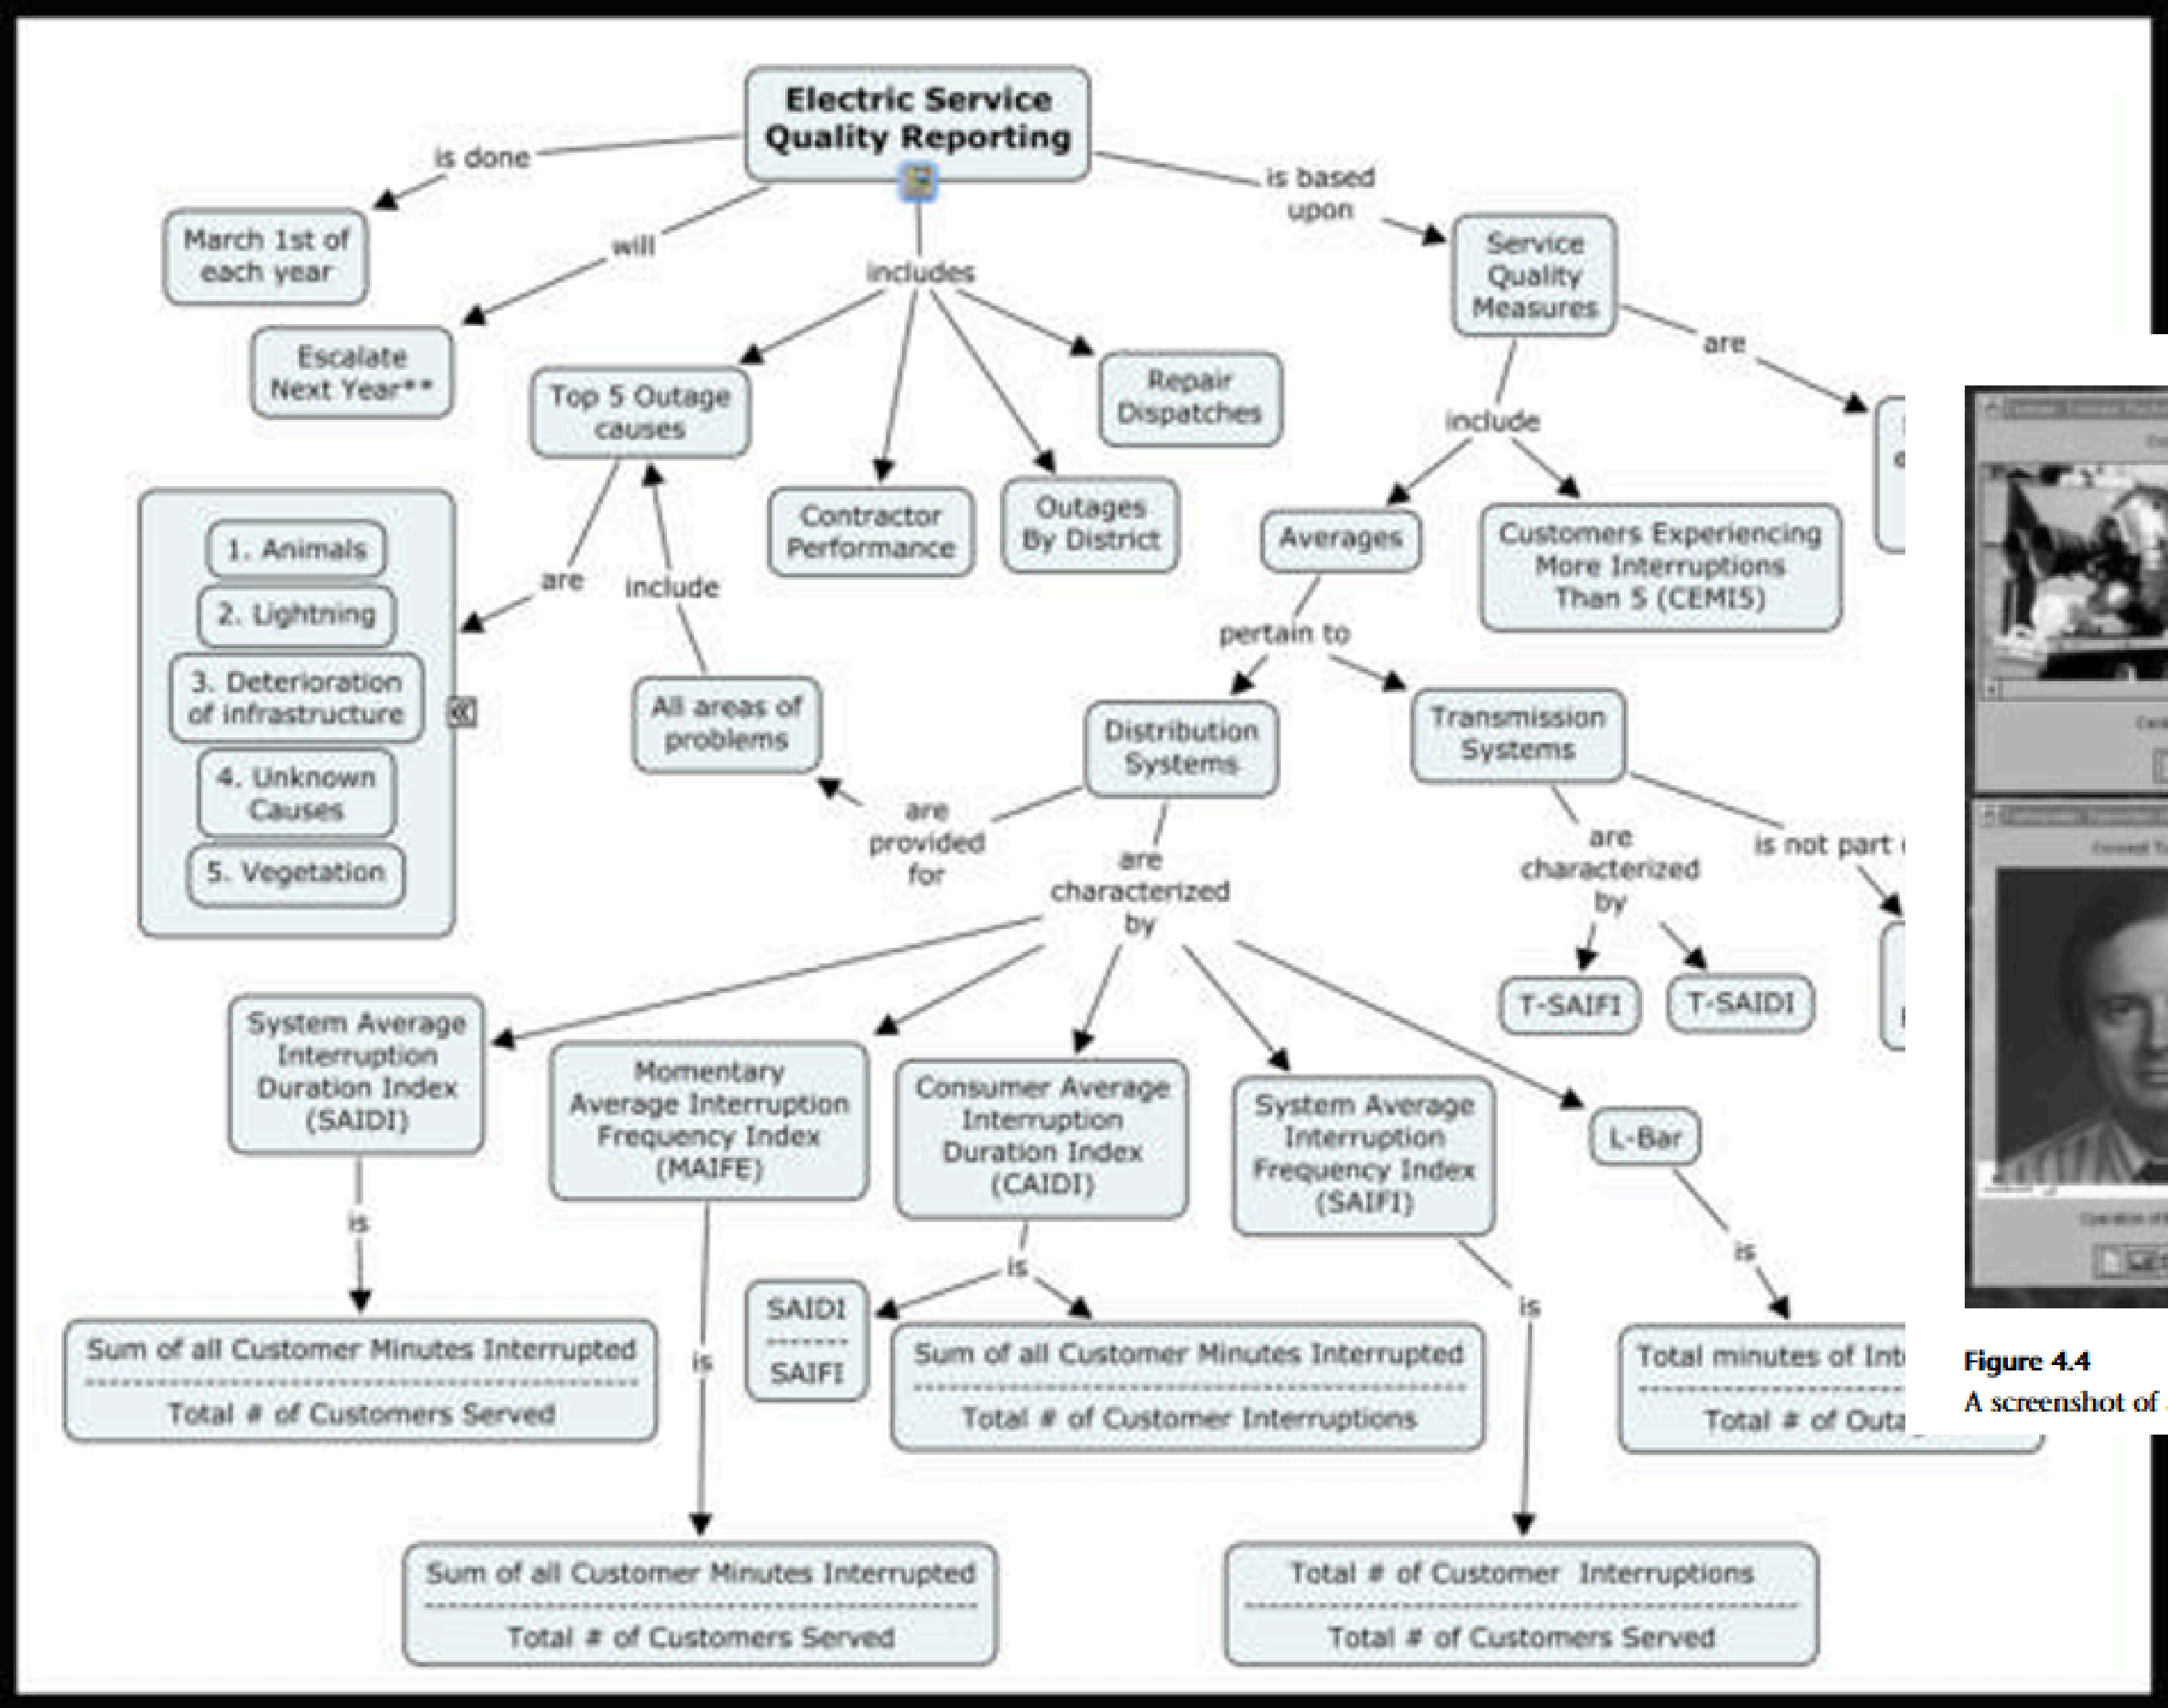 Electric Service
Quality Reporting
is done
is based
upon
March 1st of
each year
will
includes
Service
Quality
Measures
are
Escalate
Next Year**
Top 5 Outage
causes
Repair
Dispatches
include
Contractor
Performance
Outages
By District
Averages
Customers Experiencing
More Interruptions
Than 5 (CEMI5)
1. Animals
2. Lightning
3. Deterioration
of infrastructure
4. Unknown
Causes
5. Vegetation
are
include
pertain to
All areas of
problems
Distribution
Systems
Transmission
Systems
are
provided
for
are
characterized
by
are
characterized
by
is not part
T-SAIFI
T-SAIDI
System Average
Interruption
Duration Index
(SAIDI)
Momentary
Average Interruption
Frequency Index
(MAIFE)
Consumer Average
Interruption
Duration Index
(CAIDI)
System Average
Interruption
Frequency Index
(SAIFI)
L-Bar
is
is
is
is
is
SAIDI
SAIFI
Sum of all Customer Minutes Interrupted
Total # of Customers Served
Sum of all Customer Minutes Interrupted
Total # of Customer Interruptions
Total minutes of
Total # of
Figure 4.4
A screenshot of
Sum of all Customer Minutes Interrupted
Total # of Customers Served
Total # of Customer Interruptions
Total # of Customers Served